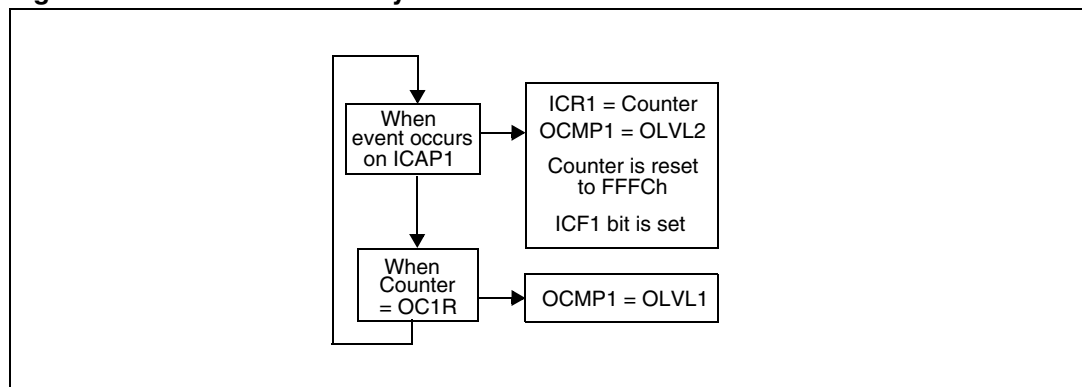 When
event occurs
on ICAP1
ICR1 = Counter
OCMP1 = OLVL2
Counter is reset
to FFFCh
ICF1 bit is set
When
Counter
= OC1R
OCMP1 = OLVL1